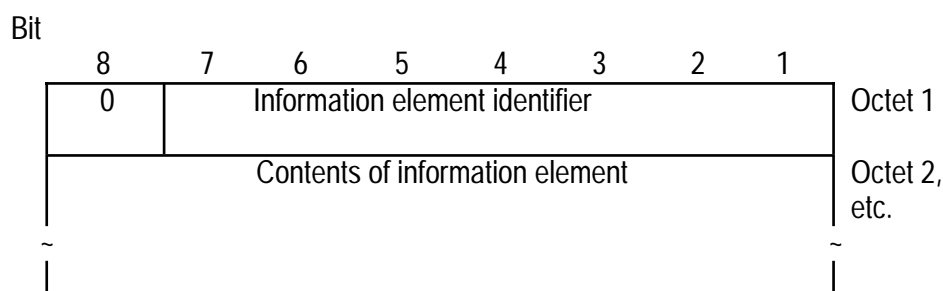 Bit
8 7 6 5 4 3 2 1
0 Information element identifier Octet 1
Contents of information element Octet 2,
etc.
~ ~